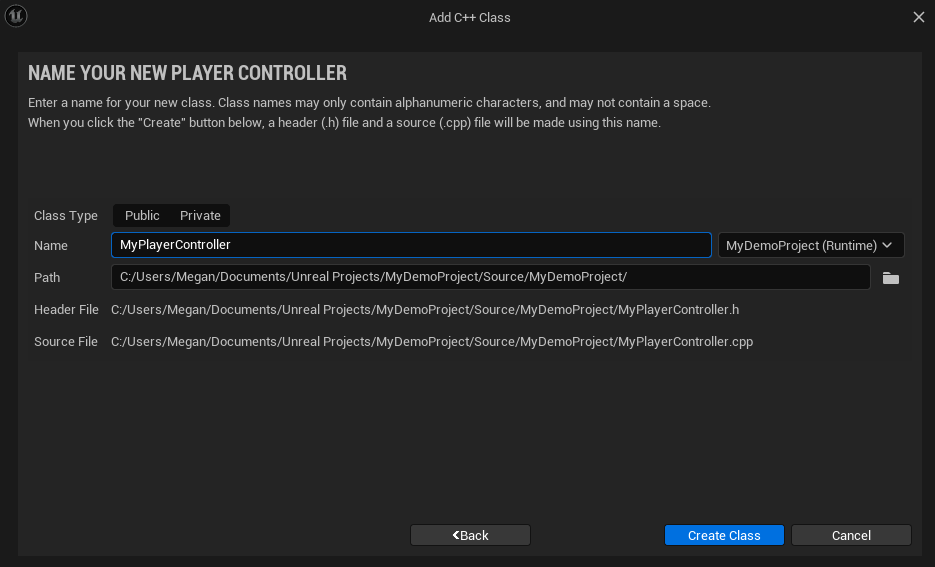 Add C++ Class
NAME YOUR NEW PLAYER CONTROLLER
Enter a name for your new class. Class names may only contain alphanumeric characters, and may not contain a space.
When you click the "Create" button below, a header (.h) file and a source (.cpp) file will be made using this name.
Class Type Public Private
Name MyPlayerController MyDemoProject (Runtime)
Path C:/Users/Megan/Documents/Unreal Projects/MyDemoProject/Source/MyDemoProject/
Header File C:/Users/Megan/Documents/Unreal Projects/MyDemoProject/Source/MyDemoProject/MyPlayerController.h
Source File C:/Users/Megan/Documents/Unreal Projects/MyDemoProject/Source/MyDemoProject/MyPlayerController.cpp
Back Create Class Cancel